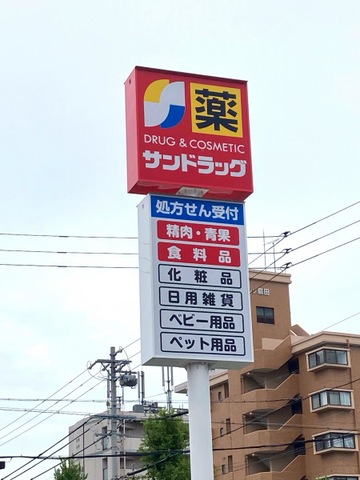 薬
DRUG & COSMETIC
サンドラッグ
処方せん受付
精肉・青果
食料品
化粧品
日用雑貨
ベビー用品
ペット用品